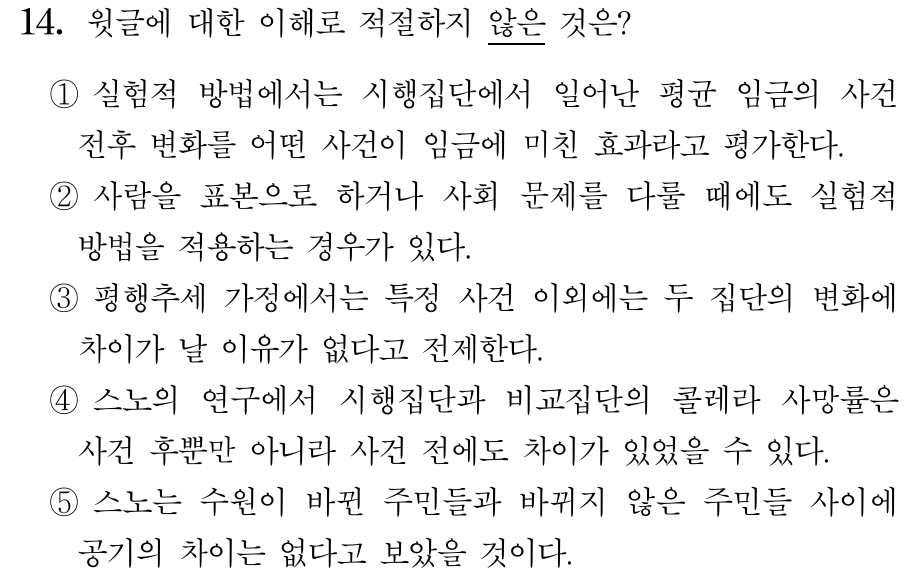 14. 윗글에 대한 이해로 적절하지 않은 것은?
① 실험적 방법에서는 시행집단에서 일어난 평균 임금의 사건
전후 변화를 어떤 사건이 임금에 미친 효과라고 평가한다.
② 사람을 표본으로 하거나 사회 문제를 다룰 때에도 실험적
방법을 적용하는 경우가 있다.
③ 평행추세 가정에서는 특정 사건 이외에는 두 집단의 변화에
차이가 날 이유가 없다고 전제한다.
④ 스노의 연구에서 시행집단과 비교집단의 콜레라 사망률은
사건 후뿐만 아니라 사건 전에도 차이가 있었을 수 있다.
⑤ 스노는 수원이 바뀐 주민들과 바뀌지 않은 주민들 사이에
공기의 차이는 없다고 보았을 것이다.